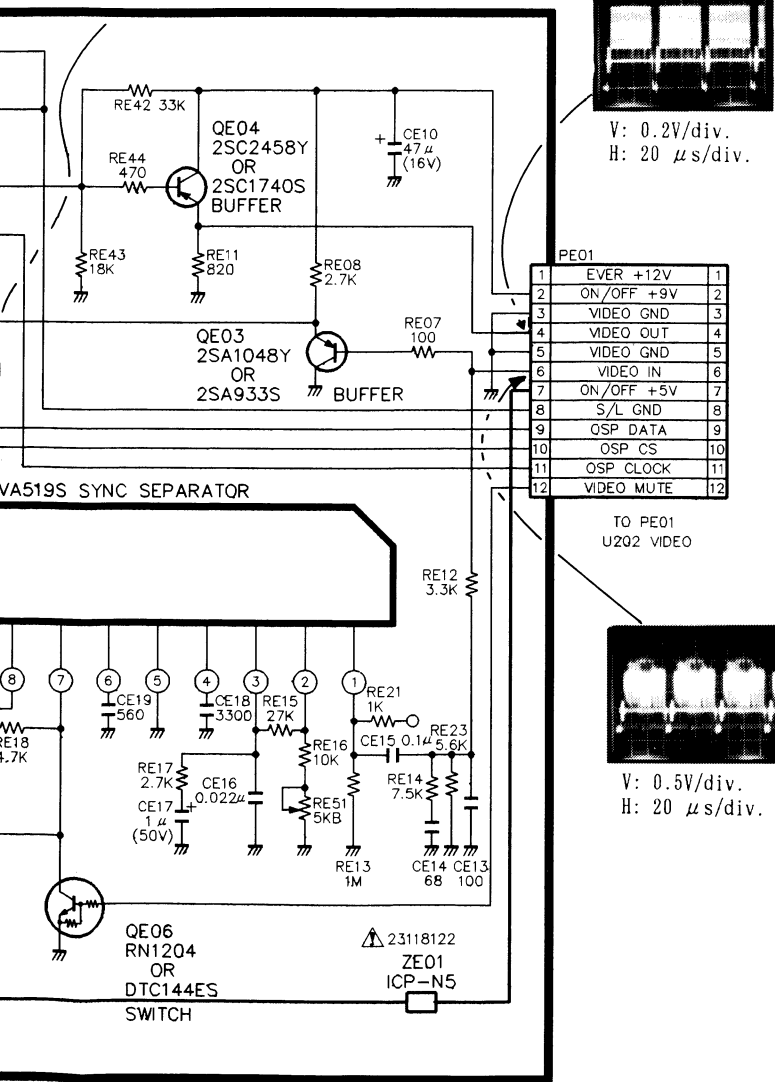 V: 0.2V/div.
H: 20 μs/div.
RE42 33K
QE04
2SC2458Y
OR
2SC1740S
BUFFER
+
CE10
47μ
(16V)
RE44
470
RE43
18K
RE11
820
RE08
2.7K
QE03
2SA1048Y
OR
2SA933S
BUFFER
RE07
100
PE01
1 EVER +12V 1
2 ON/OFF +9V 2
3 VIDEO GND 3
4 VIDEO OUT 4
5 VIDEO GND 5
6 VIDEO IN 6
7 ON/OFF +5V 7
8 S/L GND 8
9 OSP DATA 9
10 OSP CS 10
11 OSP CLOCK 11
12 VIDEO MUTE 12
TO PE01
U202 VIDEO
VA519S SYNC SEPARATOR
RE12
3.3K
8 7 6 5 4 3 2 1
CE19
560
CE18
3300
RE15
27K
RE21
1K
RE18
4.7K
RE16
10K
CE15 0.1μ
RE23
5.6K
RE17
2.7K
CE16
0.022μ
RE14
7.5K
CE17
1μ
(50V)
+
RE51
5KB
RE13
1M
CE14
68
CE13
100
V: 0.5V/div.
H: 20 μs/div.
QE06
RN1204
OR
DTC144ES
SWITCH
! 23118122
ZE01
ICP-N5